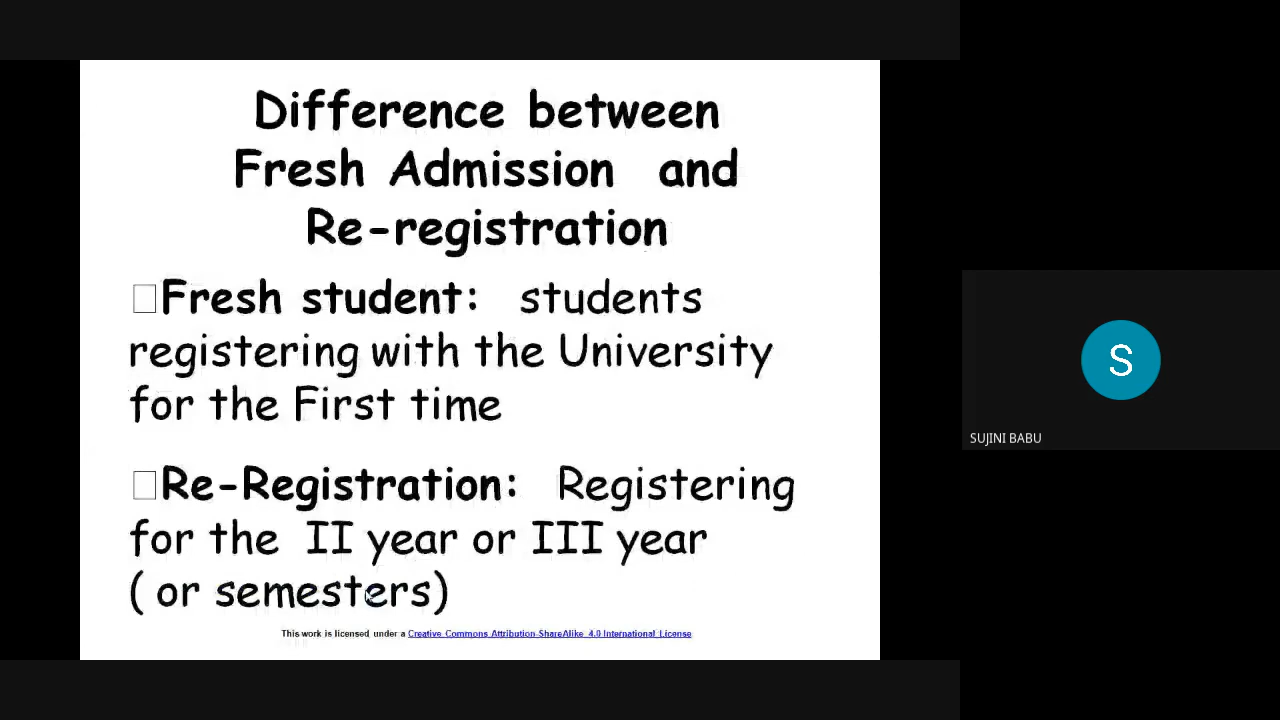 Difference between
Fresh Admission and
Re-registration
Fresh student: students
registering with the University
for the First time
Re-Registration: Registering
for the II year or III year
( or semesters)
This work is licensed under a Creative Commons Attribution-ShareAlike 4.0 International License
S
SUJINI BABU